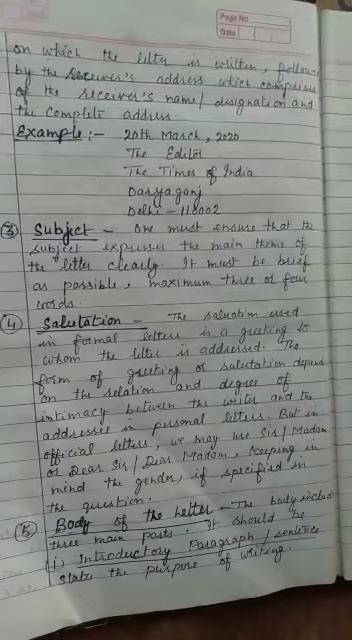 Page No
Date
on which the letter is written, follow
by the receiver's address which comprises
of the receiver's name/designation and
the complete address
Example:- 20th March, 2020
The Editor
The Times of India
Daryaganj
Delhi - 110002
③ Subject - One must ensure that the
subject expresses the main theme of
the letter clearly. It must be brief
as possible, maximum three or four
words.
④ Salutation - The saluation used
in formal letters is a greeting to
whom the letter is addressed. The
form of greeting or salutation depend
on the relation and degree of
intimacy between the writer and the
addressee in personal letters. But in
official letters, we may use Sir/Madam
or Dear Sir/Dear Madam, keeping in
mind the gender, if specified in
the question.
⑤ Body of the letter - The body includ
three main parts. It should be
(i) Introductory Paragraph/sentence
state the purpose of writing.